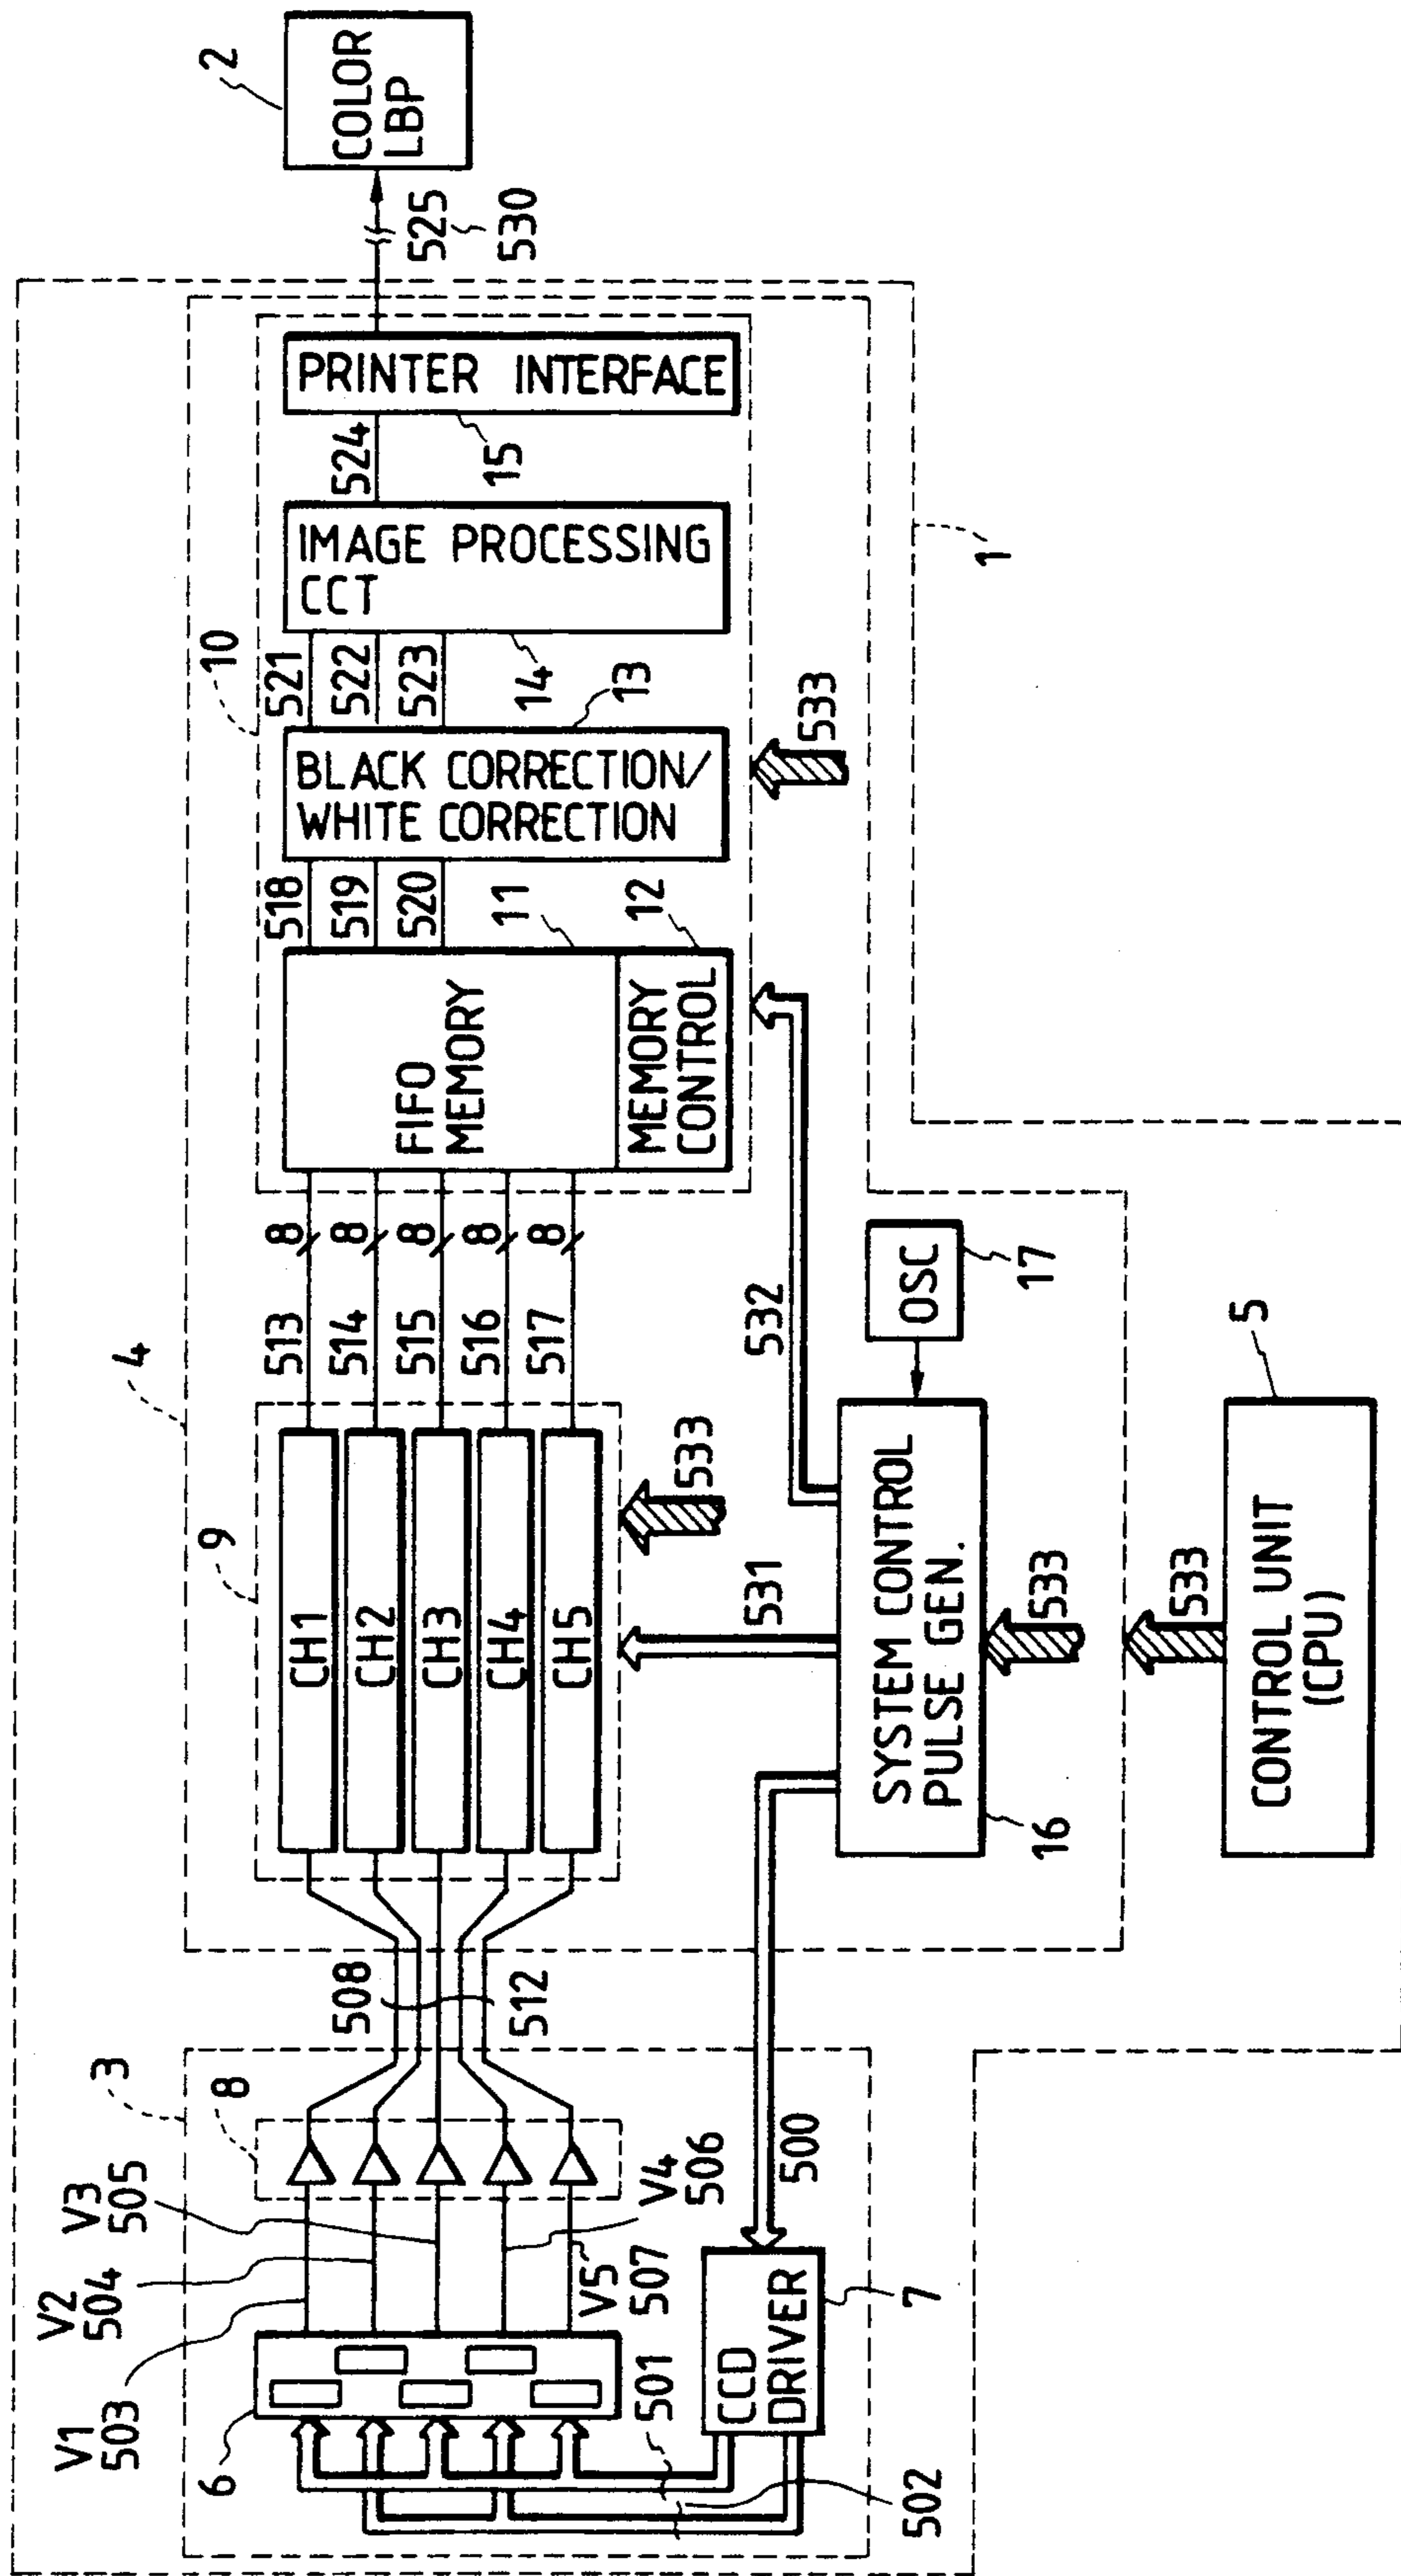 V1
503
V2
504
V3
505
V4
506
V5
507
6
3
8
508
512
501
502
CCD
DRIVER
7
500
4
9
CH1
CH2
CH3
CH4
CH5
513
514
515
516
517
8
8
8
8
8
533
531
532
SYSTEM CONTROL
PULSE GEN.
16
OSC
17
533
533
CONTROL UNIT
(CPU)
5
10
FIFO
MEMORY
11
MEMORY
CONTROL
12
518
519
520
BLACK CORRECTION/
WHITE CORRECTION
13
533
521
522
523
IMAGE PROCESSING
CCT
14
524
PRINTER INTERFACE
15
1
525
530
COLOR
LBP
2